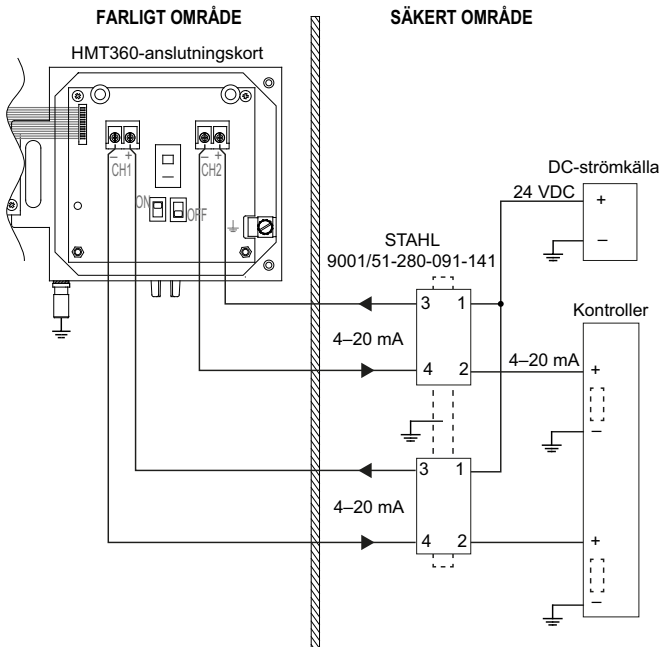 FARLIGT OMRÅDE
SÄKERT OMRÅDE
HMT360-anslutningskort
DC-strömkälla
24 VDC
+
–
– +
CH1
– +
CH2
ON
OFF
STAHL
9001/51-280-091-141
3 1
4 2
4–20 mA
4–20 mA
Kontroller
+
–
3 1
4 2
4–20 mA
+
–